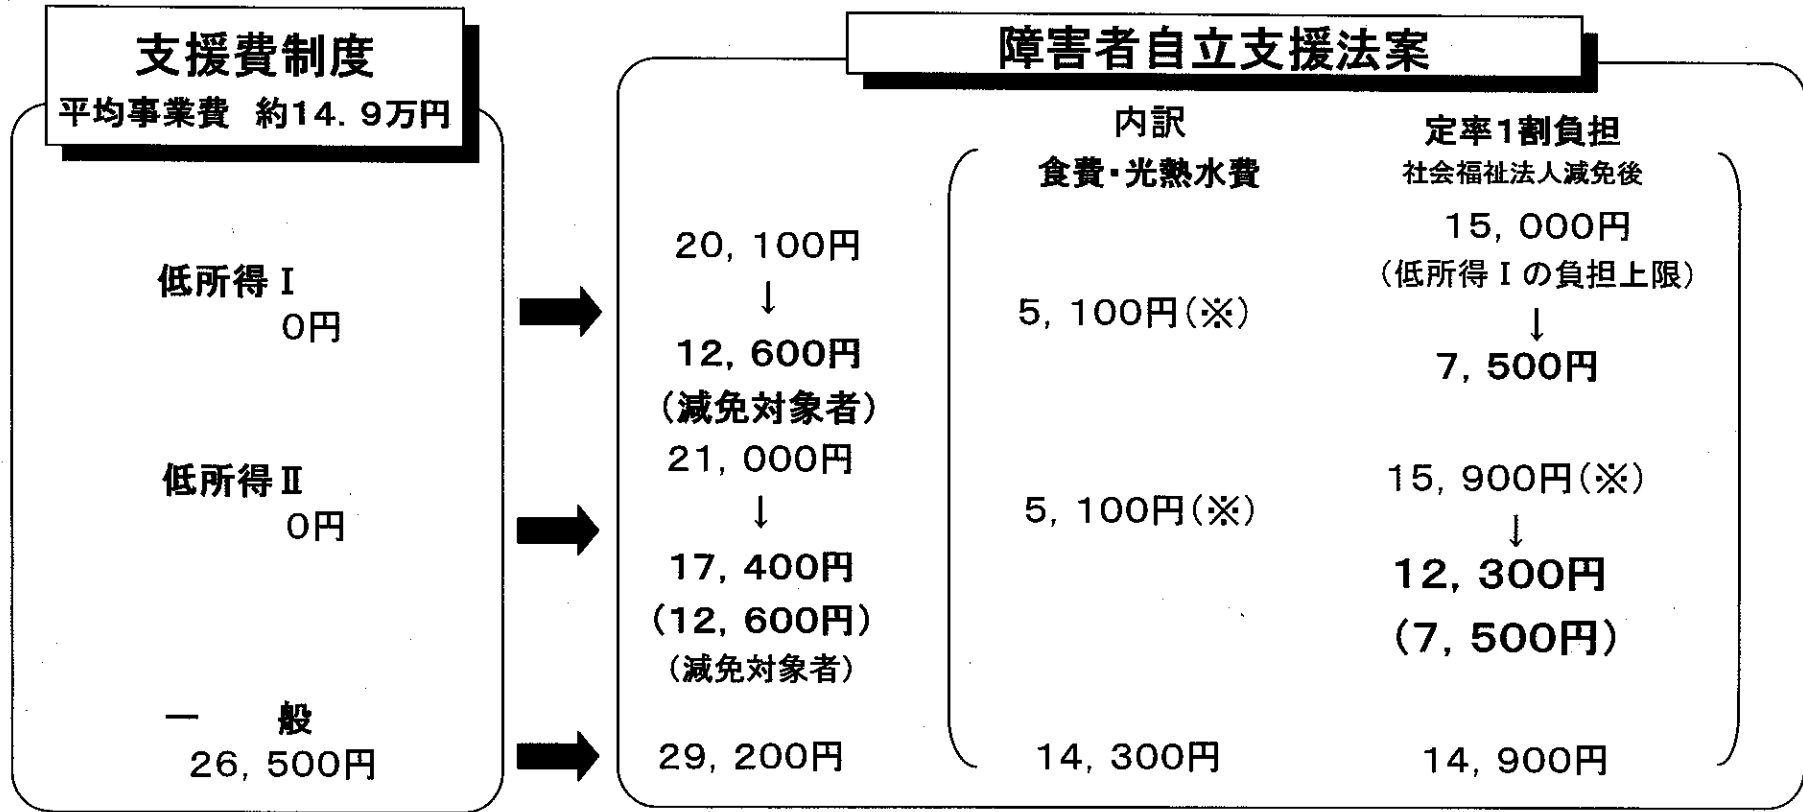 支援費制度
平均事業費 約14.9万円
低所得Ⅰ
0円
低所得Ⅱ
0円
一 般
26,500円
障害者自立支援法案
内訳
食費・光熱水費
定率1割負担
社会福祉法人減免後
20,100円
↓
12,600円
(減免対象者)
5,100円(※)
15,000円
(低所得Ⅰの負担上限)
↓
7,500円
21,000円
↓
17,400円
(12,600円)
(減免対象者)
5,100円(※)
15,900円(※)
↓
12,300円
(7,500円)
29,200円
14,300円
14,900円